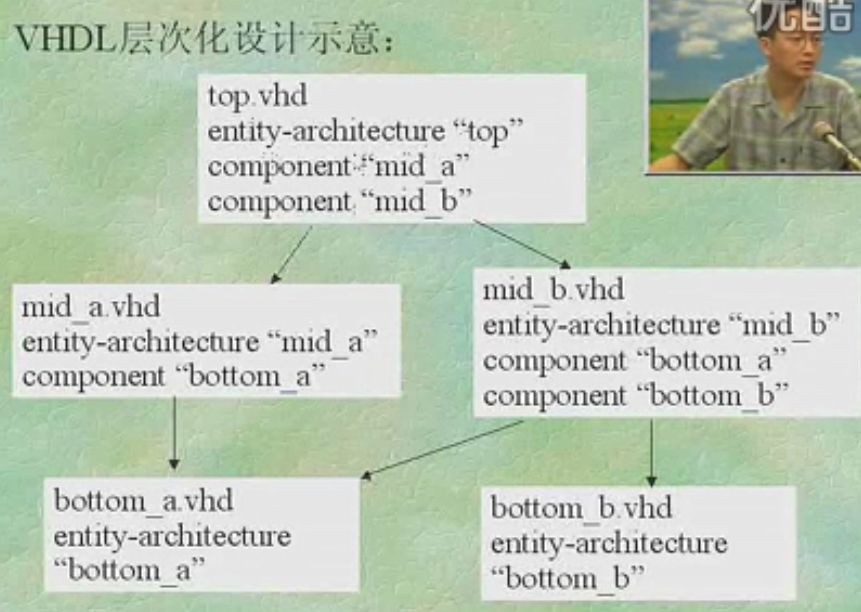 VHDL层次化设计示意：
优酷
top.vhd
entity-architecture “top”
component “mid_a”
component “mid_b”
mid_a.vhd
entity-architecture “mid_a”
component “bottom_a”
mid_b.vhd
entity-architecture “mid_b”
component “bottom_a”
component “bottom_b”
bottom_a.vhd
entity-architecture
“bottom_a”
bottom_b.vhd
entity-architecture
“bottom_b”